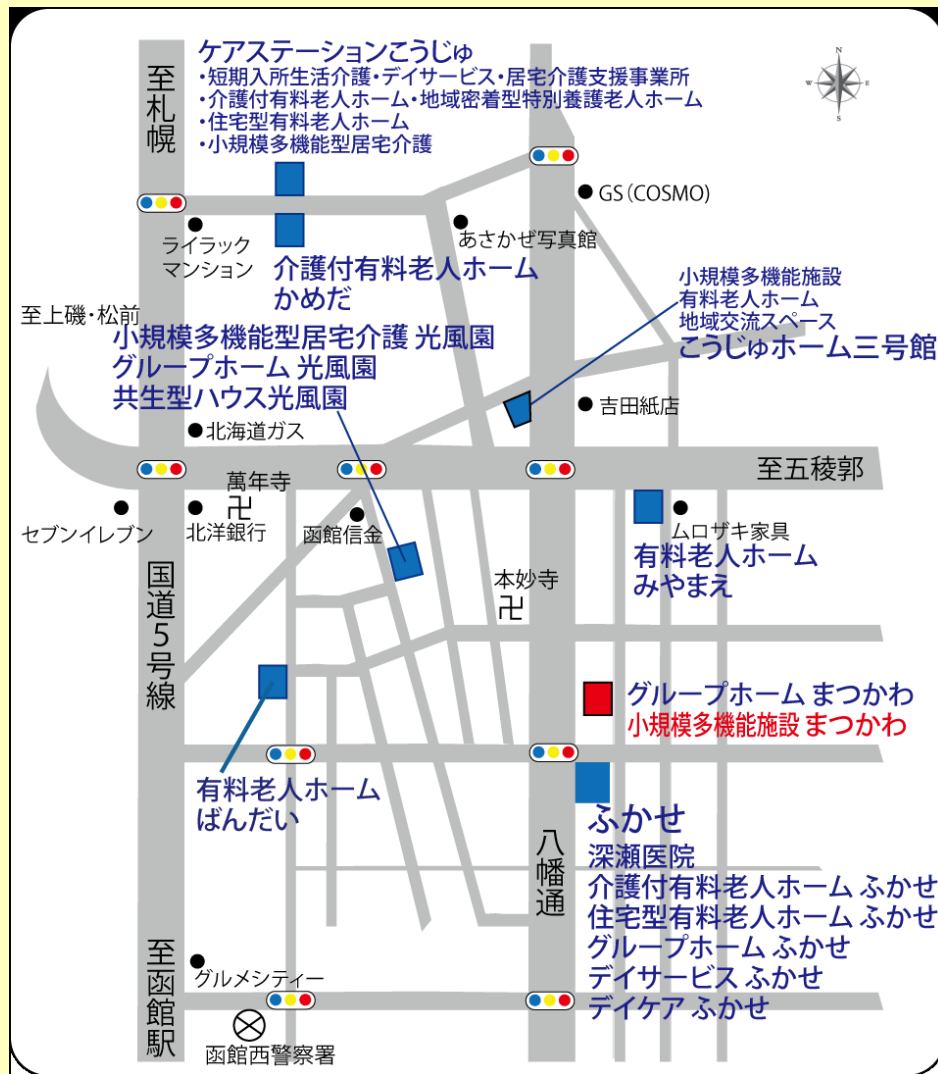 ケアステーションこうじゅ
・短期入所生活介護・デイサービス・居宅介護支援事業所
・介護付有料老人ホーム・地域密着型特別養護老人ホーム
・住宅型有料老人ホーム
・小規模多機能型居宅介護
至札幌
N
W
E
S
GS(COSMO)
ライラック
マンション
あさかぜ写真館
介護付有料老人ホーム
かめだ
小規模多機能施設
有料老人ホーム
地域交流スペース
こうじゅホーム三号館
至上磯・松前
小規模多機能型居宅介護 光風園
グループホーム 光風園
共生型ハウス光風園
吉田紙店
北海道ガス
至五稜郭
萬年寺
卍
セブンイレブン
北洋銀行
函館信金
ムロザキ家具
有料老人ホーム
みやまえ
本妙寺
卍
国道5号線
グループホーム まつかわ
小規模多機能施設 まつかわ
有料老人ホーム
ばんだい
八幡通
ふかせ
深瀬医院
介護付有料老人ホーム ふかせ
住宅型有料老人ホーム ふかせ
グループホーム ふかせ
デイサービス ふかせ
デイケア ふかせ
至函館駅
グルメシティー
函館西警察署